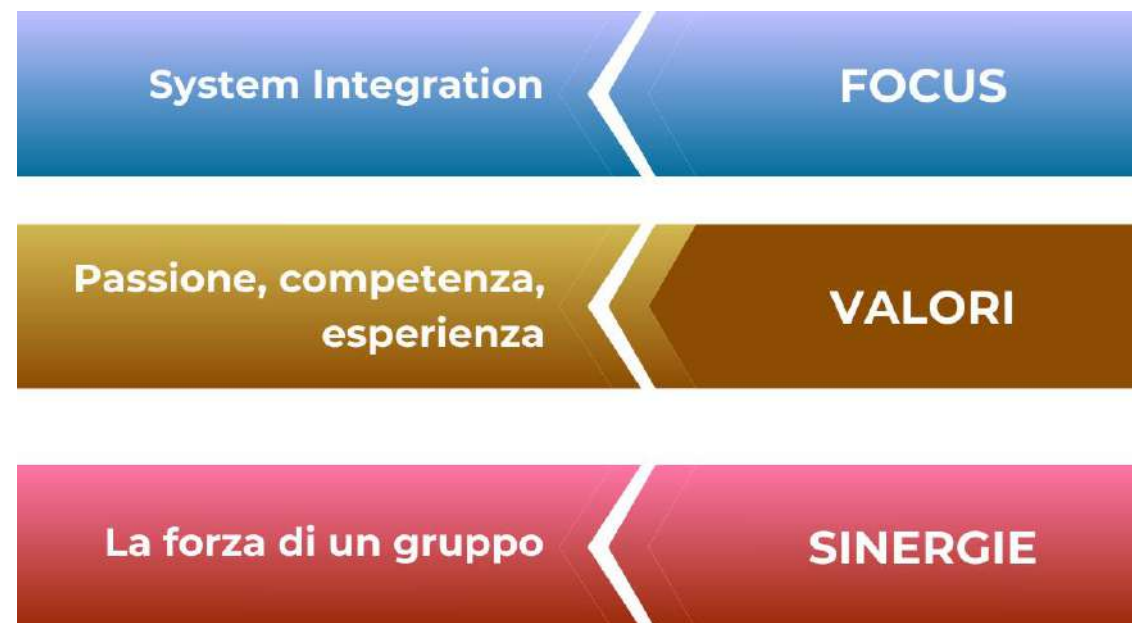 System Integration
FOCUS
Passione, competenza,
esperienza
VALORI
La forza di un gruppo
SINERGIE